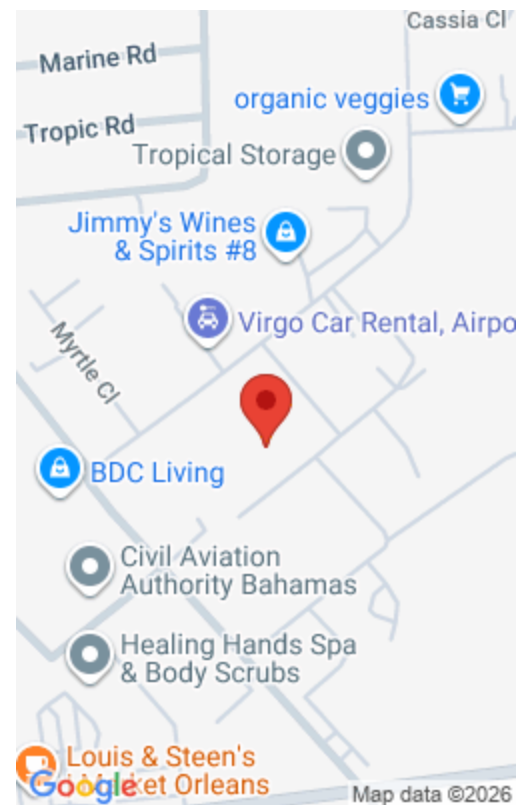 Cassia Cl
Marine Rd
organic veggies
Tropic Rd
Tropical Storage
Jimmy's Wines
& Spirits #8
Virgo Car Rental, Airpo
Myrtle Cl
BDC Living
Civil Aviation
Authority Bahamas
Healing Hands Spa
& Body Scrubs
Louis & Steen's
Orleans
Google
Map data ©2026